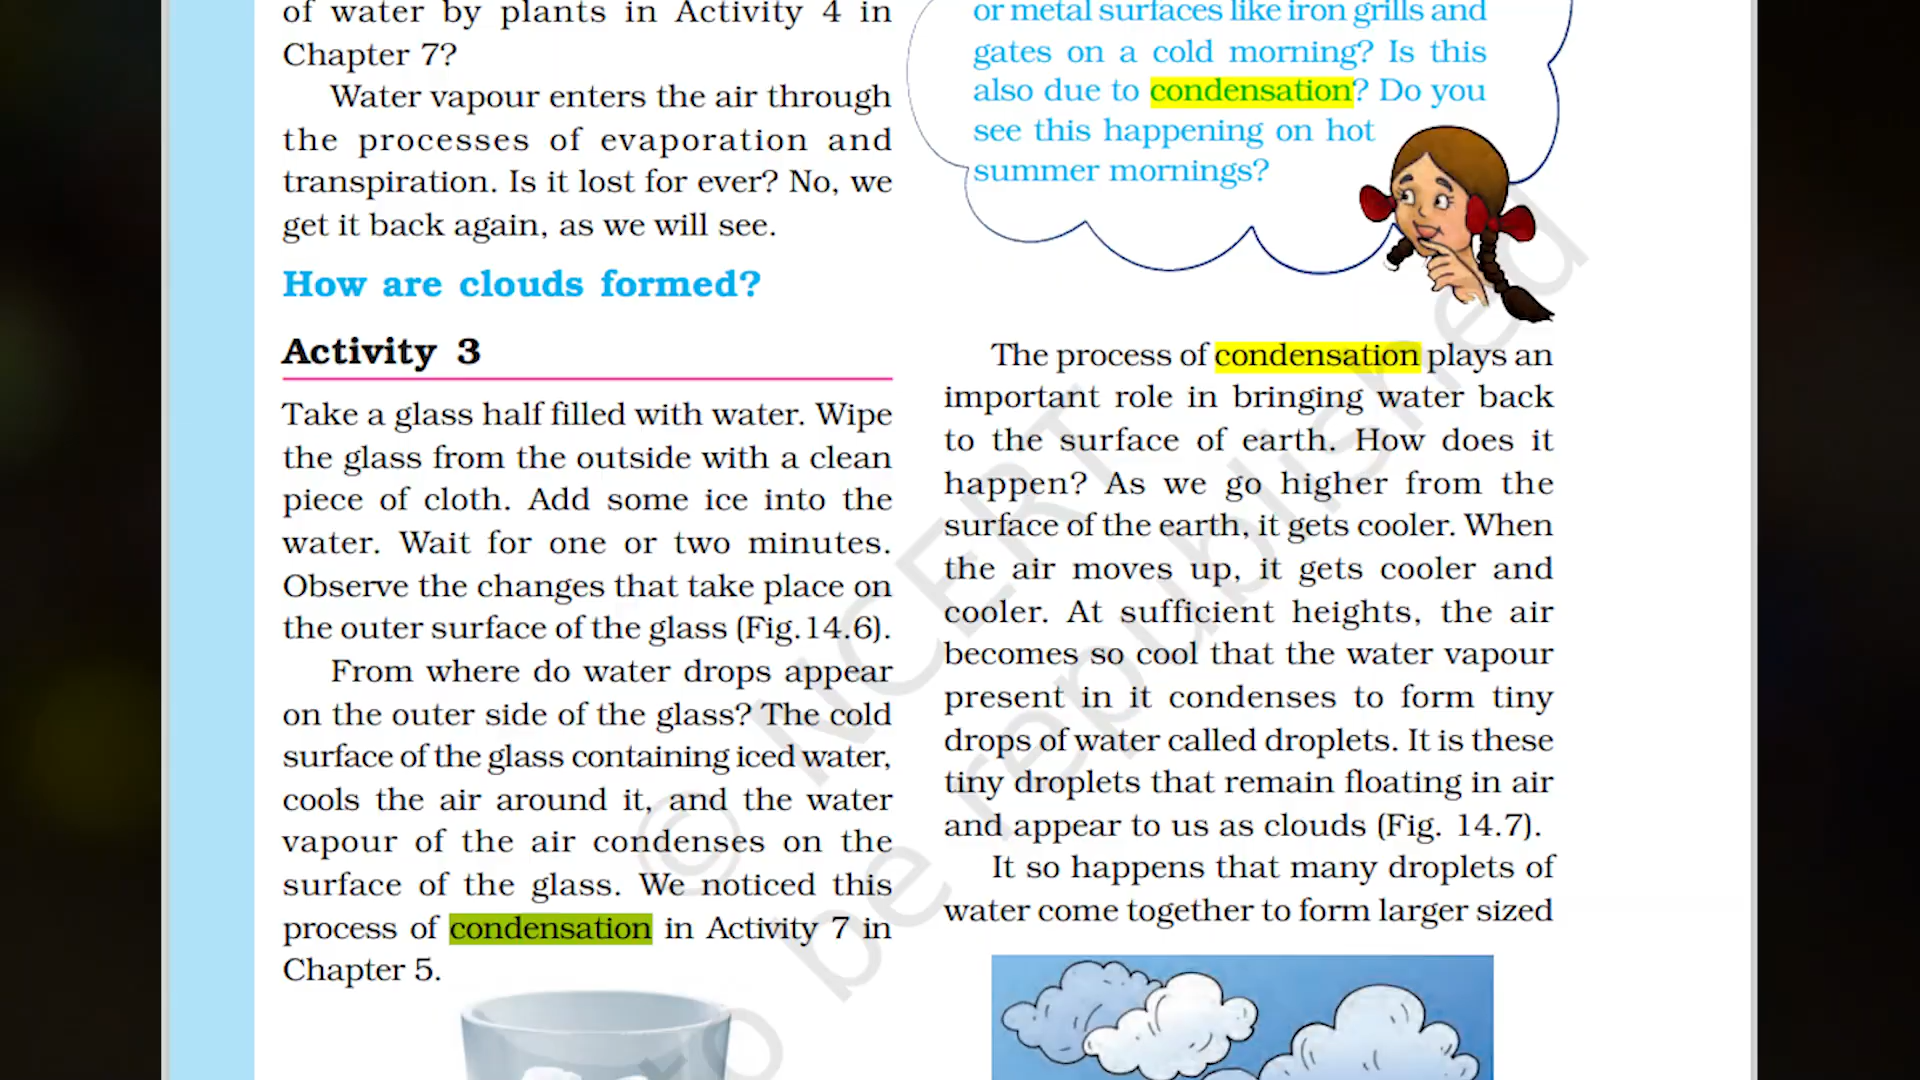 of water by plants in Activity 4 in
Chapter 7?
Water vapour enters the air through
the processes of evaporation and
transpiration. Is it lost for ever? No, we
get it back again, as we will see.
How are clouds formed?
Activity 3
Take a glass half filled with water. Wipe
the glass from the outside with a clean
piece of cloth. Add some ice into the
water. Wait for one or two minutes.
Observe the changes that take place on
the outer surface of the glass (Fig.14.6).
From where do water drops appear
on the outer side of the glass? The cold
surface of the glass containing iced water,
cools the air around it, and the water
vapour of the air condenses on the
surface of the glass. We noticed this
process of condensation in Activity 7 in
Chapter 5.
or metal surfaces like iron grills and
gates on a cold morning? Is this
also due to condensation? Do you
see this happening on hot
summer mornings?
The process of condensation plays an
important role in bringing water back
to the surface of earth. How does it
happen? As we go higher from the
surface of the earth, it gets cooler. When
the air moves up, it gets cooler and
cooler. At sufficient heights, the air
becomes so cool that the water vapour
present in it condenses to form tiny
drops of water called droplets. It is these
tiny droplets that remain floating in air
and appear to us as clouds (Fig. 14.7).
It so happens that many droplets of
water come together to form larger sized
© NCERT
to be republished